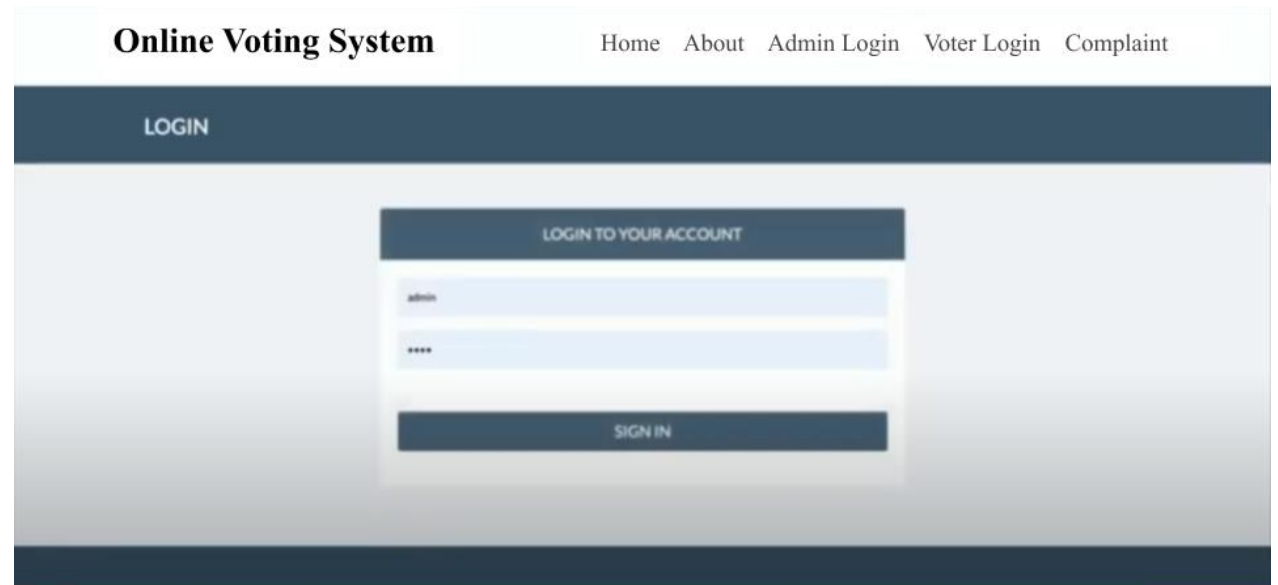 Online Voting System
Home About Admin Login Voter Login Complaint
LOGIN
LOGIN TO YOUR ACCOUNT
admin
••••
SIGN IN